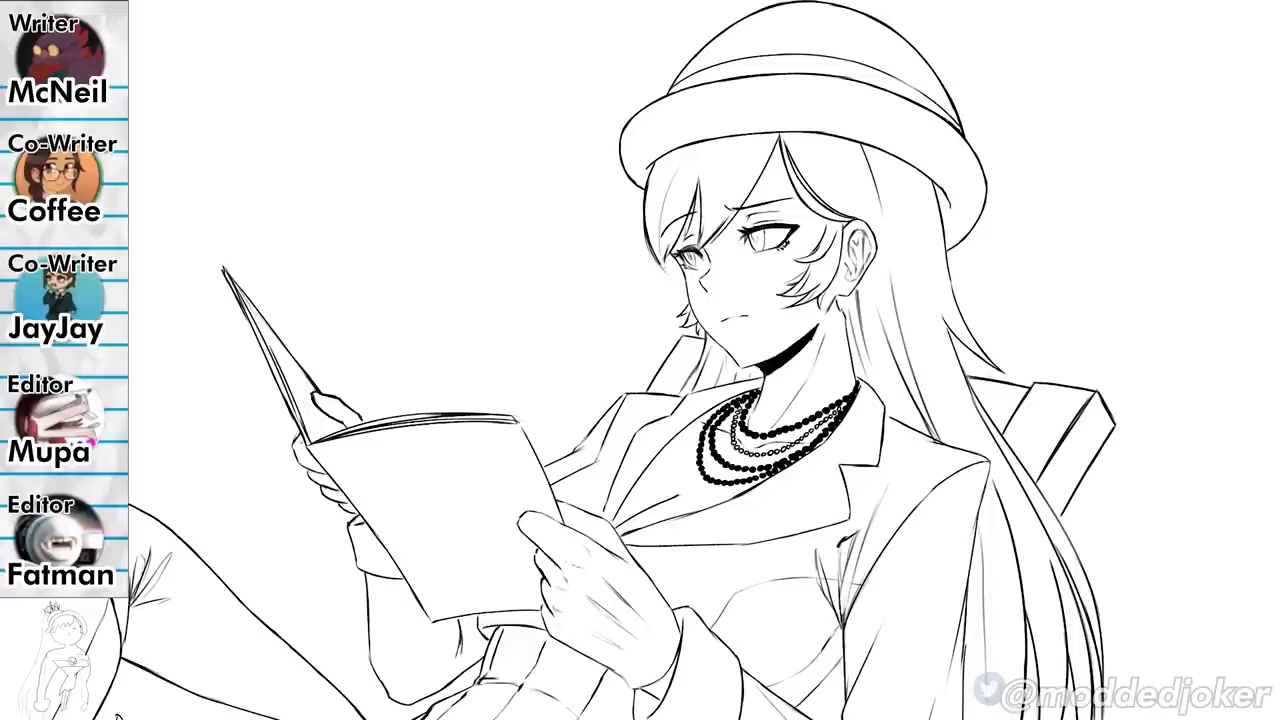 Writer
McNeil
Co-Writer
Coffee
Co-Writer
JayJay
Editor
Mupa
Editor
Fatman
@moddedjoker